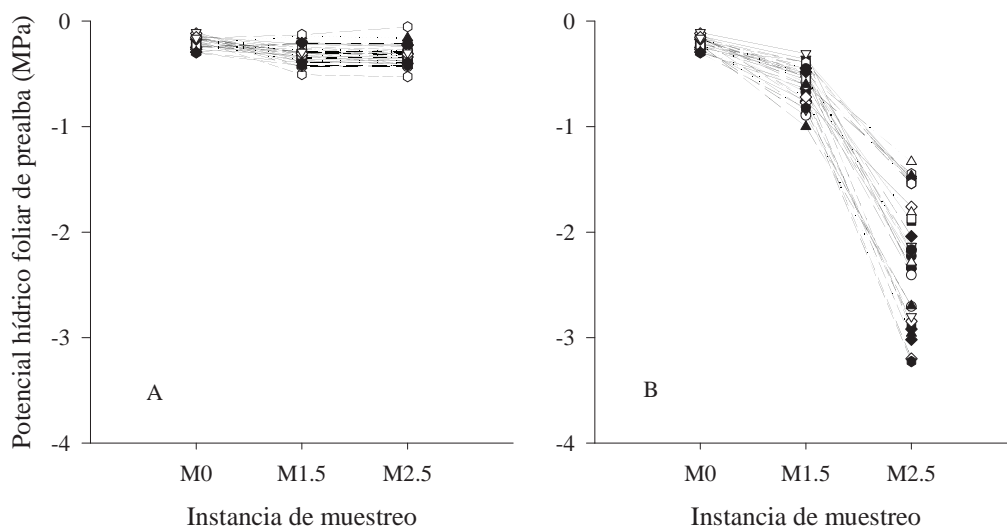 Potencial hídrico foliar de prealba (MPa)
0
-1
-2
-3
-4
A
M0 M1.5 M2.5
Instancia de muestreo
0
-1
-2
-3
-4
B
M0 M1.5 M2.5
Instancia de muestreo